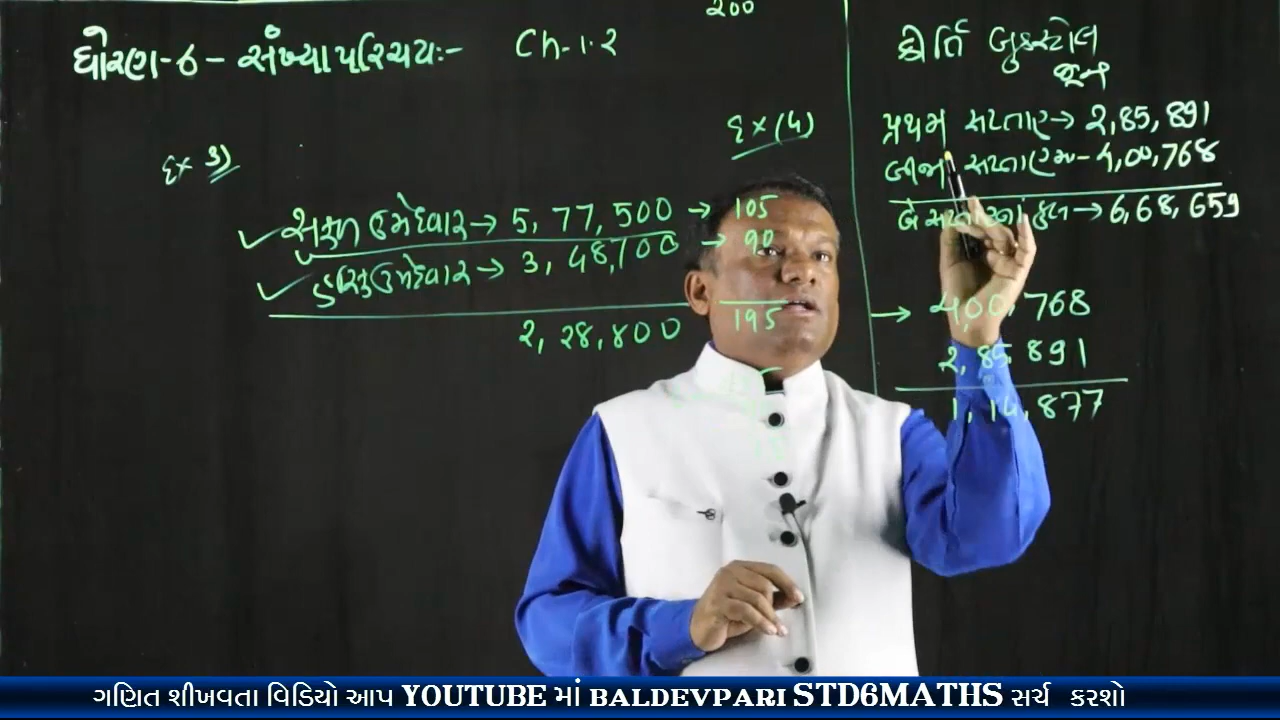 200
ધોરણ-6 - સંખ્યા પરિચય:- Ch-1.2
દા 3)
સફળ ઉમેદવાર → 5, 77, 500 → 105
હરિફ ઉમેદવાર → 3, 48,700 → 90
2, 28, 800 195
દા (4)
કીર્તિ બુકસ્ટોલ
જૂન
પ્રથમ સપ્તાહ → 2,85, 891
બીજા સપ્તાહમાં - 4,00,768
બે કુલ → 6,68, 659
→ 4,00,768
2, 85, 891
1, 14, 877
ગણિત શીખવતા વિડિયો આપ YOUTUBE માં BALDEVPARI STD6MATHS સર્ચ કરશો